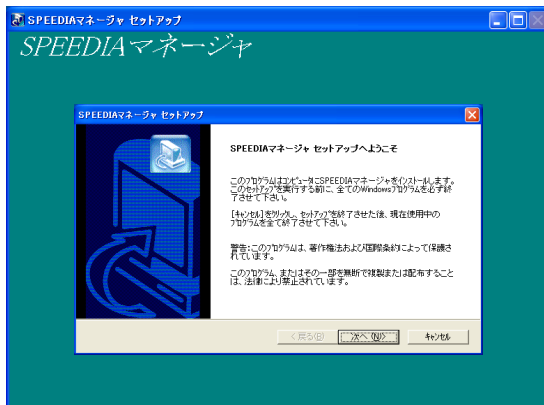 SPEEDIAマネージャ セットアップ
SPEEDIAマネージャ
SPEEDIAマネージャ セットアップ
SPEEDIAマネージャ セットアップへようこそ
このプログラムはコンピュータにSPEEDIAマネージャをインストールします。
このセットアップを実行する前に、全てのWindowsプログラムを必ず終
了させて下さい。
[キャンセル]をクリックし、セットアップを終了させた後、現在使用中の
プログラムを全て終了させて下さい。
警告:このプログラムは、著作権法および国際条約によって保護さ
れています。
このプログラム、またはその一部を無断で複製または配布すること
は、法律により禁止されています。
<戻る(B)
次へ(N)>
キャンセル